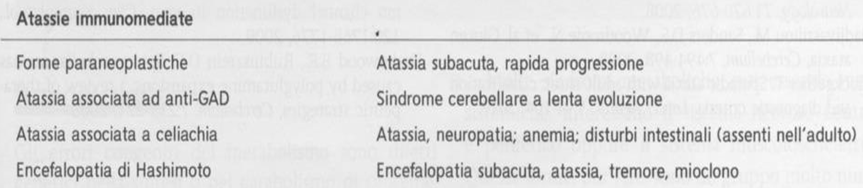 Atassie immunomediate
Forme paraneoplastiche Atassia subacuta, rapida progressione
Atassia associata ad anti-GAD Sindrome cerebellare a lenta evoluzione
Atassia associata a celiachia Atassia, neuropatia; anemia; disturbi intestinali (assenti nell'adulto)
Encefalopatia di Hashimoto Encefalopatia subacuta, atassia, tremore, mioclono